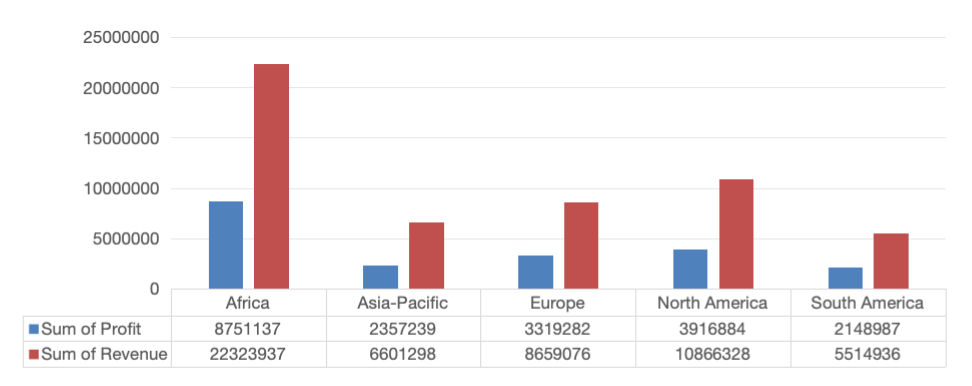 25000000
20000000
15000000
10000000
5000000
0
Africa Asia-Pacific Europe North America South America
Sum of Profit 8751137 2357239 3319282 3916884 2148987
Sum of Revenue 22323937 6601298 8659076 10866328 5514936